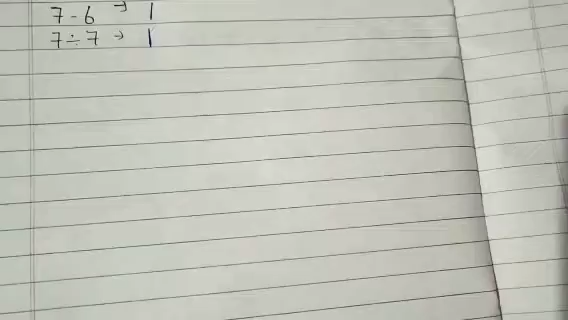 7 - 6 → 1
7 ÷ 7 → 1